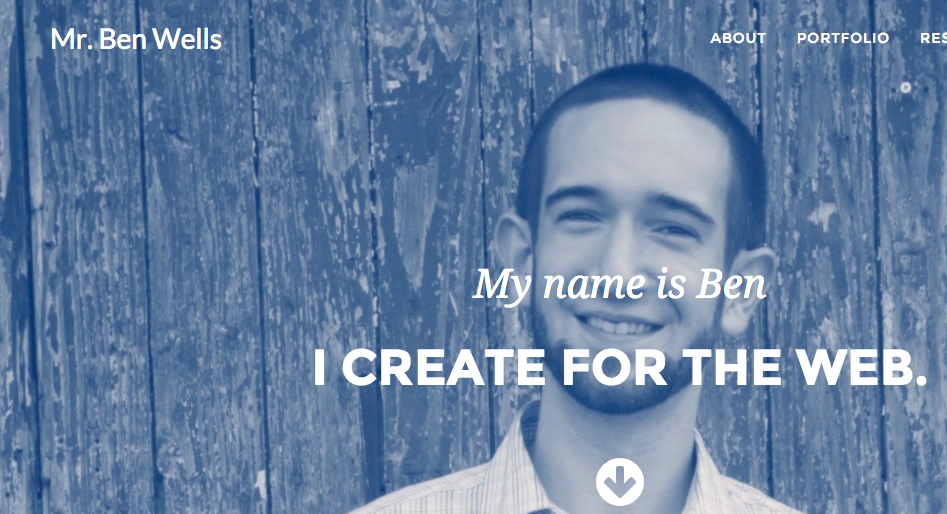 Mr. Ben Wells
ABOUT PORTFOLIO RES
My name is Ben
I CREATE FOR THE WEB.